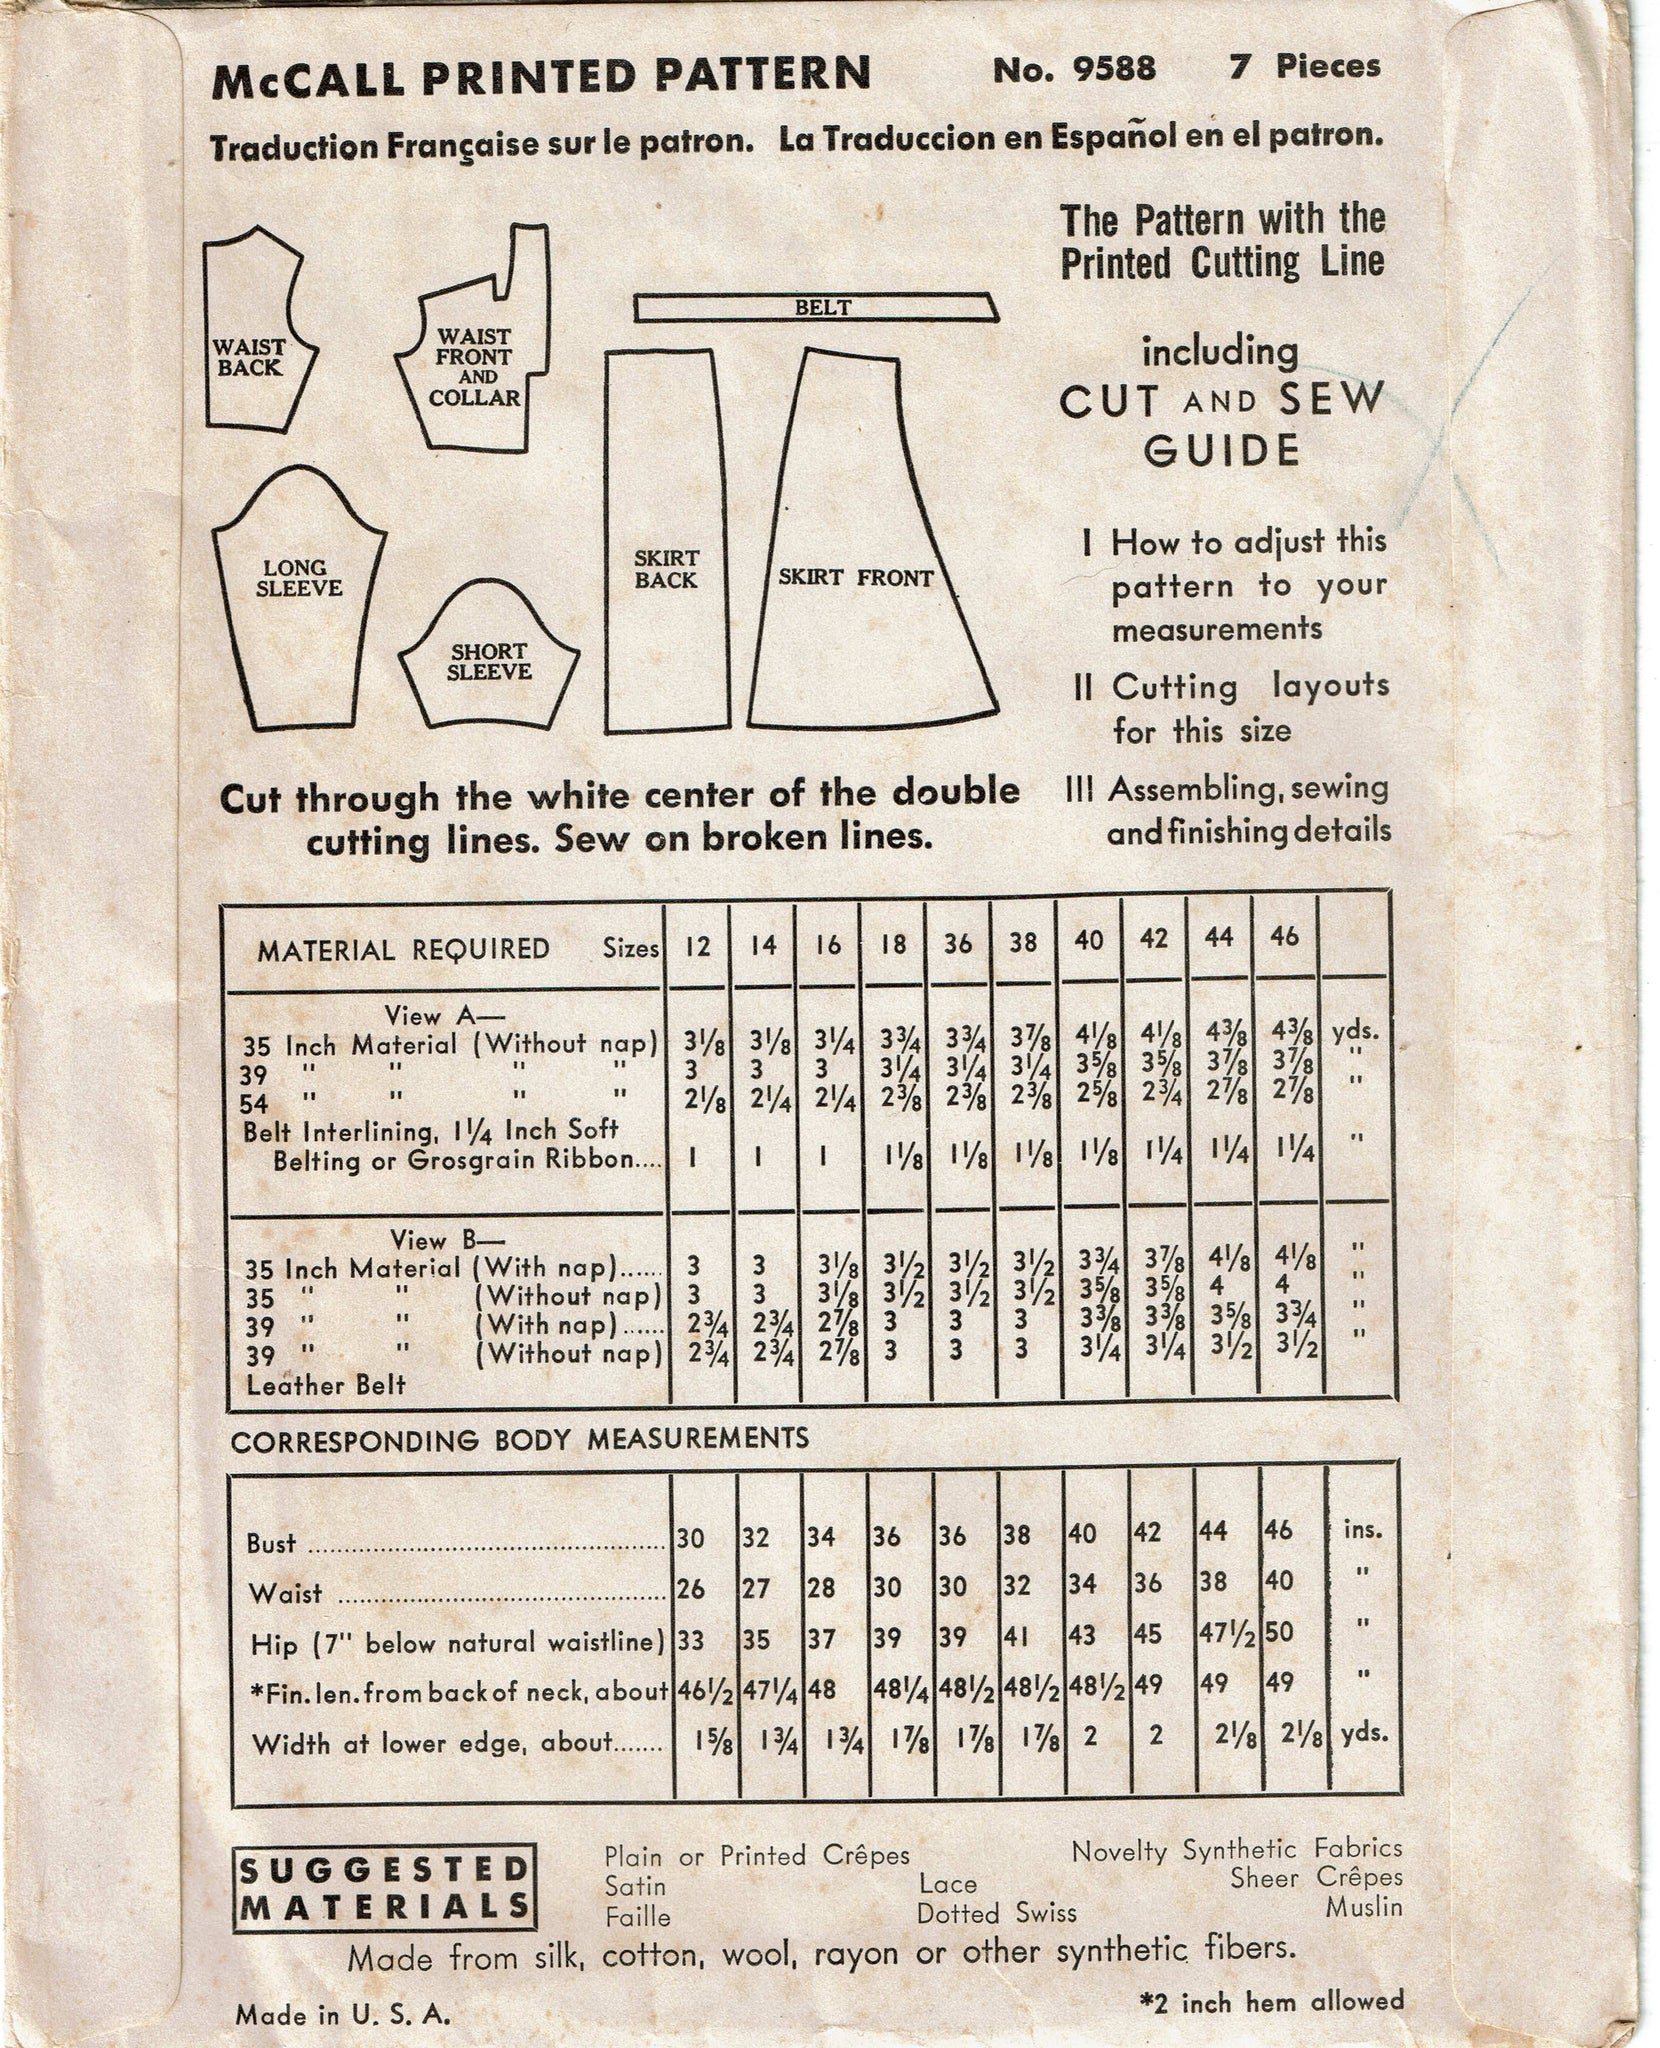 McCALL PRINTED PATTERN No. 9588 7 Pieces
Traduction Française sur le patron. La Traduccion en Español en el patron.
WAIST
BACK
WAIST
FRONT
AND
COLLAR
BELT
LONG
SLEEVE
SHORT
SLEEVE
SKIRT
BACK
SKIRT FRONT
The Pattern with the
Printed Cutting Line
including
CUT AND SEW
GUIDE
I How to adjust this
pattern to your
measurements
II Cutting layouts
for this size
III Assembling, sewing
and finishing details
Cut through the white center of the double
cutting lines. Sew on broken lines.
MATERIAL REQUIRED Sizes 12 14 16 18 36 38 40 42 44 46
View A—
35 Inch Material (Without nap) 3⅛ 3⅛ 3¼ 3¾ 3¾ 3⅞ 4⅛ 4⅛ 4⅜ 4⅜ yds.
39 " " " " 3 3 3 3¼ 3¼ 3¼ 3⅝ 3⅝ 3⅞ 3⅞ "
54 " " " " 2⅛ 2¼ 2¼ 2⅜ 2⅜ 2⅜ 2⅝ 2¾ 2⅞ 2⅞ "
Belt Interlining, 1¼ Inch Soft
Belting or Grosgrain Ribbon.... 1 1 1 1⅛ 1⅛ 1⅛ 1⅛ 1¼ 1¼ 1¼ "
View B—
35 Inch Material (With nap)...... 3 3 3⅛ 3½ 3½ 3½ 3¾ 3⅞ 4⅛ 4⅛ "
35 " " (Without nap) 3 3 3⅛ 3½ 3½ 3½ 3⅝ 3⅝ 4 4 "
39 " " (With nap)...... 2¾ 2¾ 2⅞ 3 3 3 3⅜ 3⅜ 3⅝ 3¾ "
39 " " (Without nap) 2¾ 2¾ 2⅞ 3 3 3 3¼ 3¼ 3½ 3½ "
Leather Belt
CORRESPONDING BODY MEASUREMENTS
Bust ................ 30 32 34 36 36 38 40 42 44 46 ins.
Waist ................ 26 27 28 30 30 32 34 36 38 40 "
Hip (7" below natural waistline) 33 35 37 39 39 41 43 45 47½ 50 "
*Fin. len. from back of neck, about 46½ 47¼ 48 48¼ 48½ 48½ 48½ 49 49 49 "
Width at lower edge, about....... 1⅝ 1¾ 1¾ 1⅞ 1⅞ 1⅞ 2 2 2⅛ 2⅛ yds.
SUGGESTED
MATERIALS
Plain or Printed Crêpes
Satin
Faille
Lace
Dotted Swiss
Novelty Synthetic Fabrics
Sheer Crêpes
Muslin
Made from silk, cotton, wool, rayon or other synthetic fibers.
Made in U. S. A.
*2 inch hem allowed